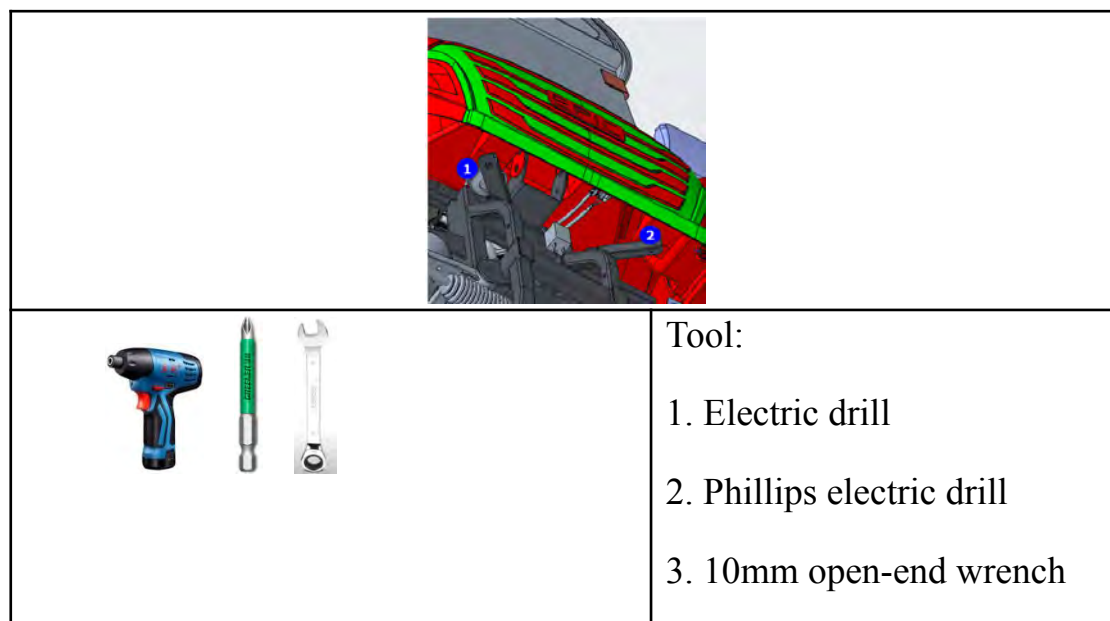 1
2
Tool:
1. Electric drill
2. Phillips electric drill
3. 10mm open-end wrench